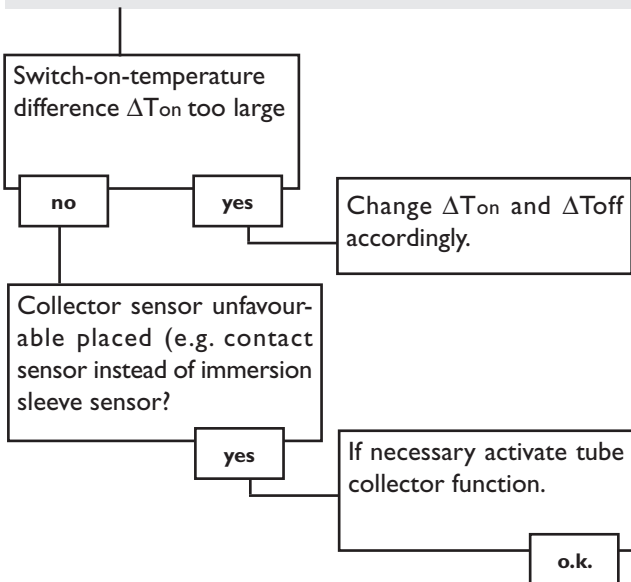 Switch-on-temperature
difference ΔTon too large
no
yes
Change ΔTon and ΔToff
accordingly.
Collector sensor unfavour-
able placed (e.g. contact
sensor instead of immersion
sleeve sensor?
yes
If necessary activate tube
collector function.
o.k.